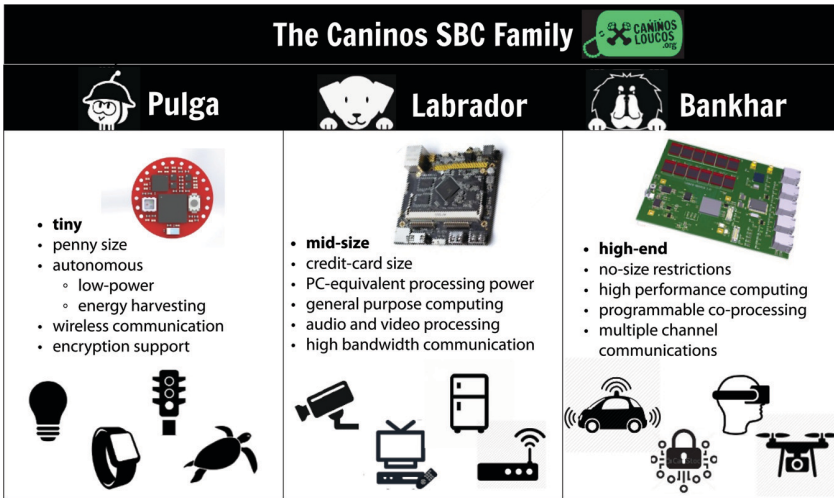 The Caninos SBC Family
CANINOS
LOUCOS
.org
Pulga
Labrador
Bankhar
• tiny
• penny size
• autonomous
◦ low-power
◦ energy harvesting
• wireless communication
• encryption support
• mid-size
• credit-card size
• PC-equivalent processing power
• general purpose computing
• audio and video processing
• high bandwidth communication
• high-end
• no-size restrictions
• high performance computing
• programmable co-processing
• multiple channel
communications